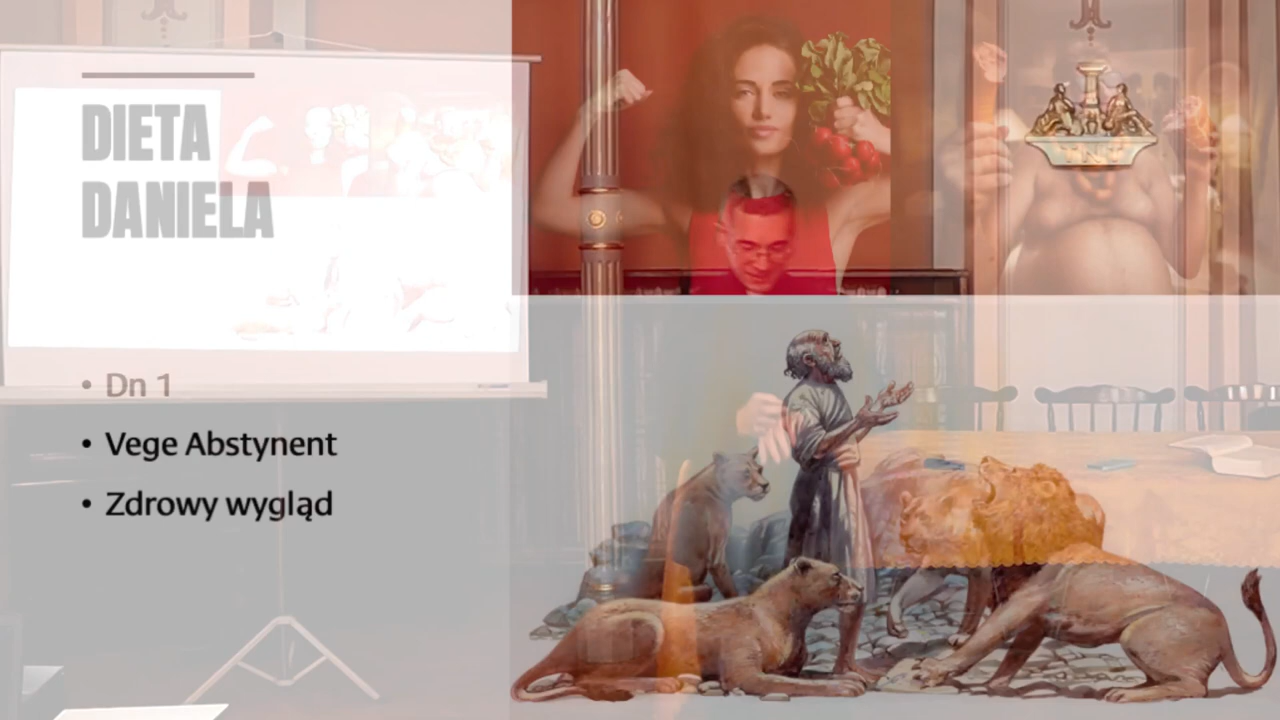 DIETA
DANIELA
• Dn 1
• Vege Abstynent
• Zdrowy wygląd